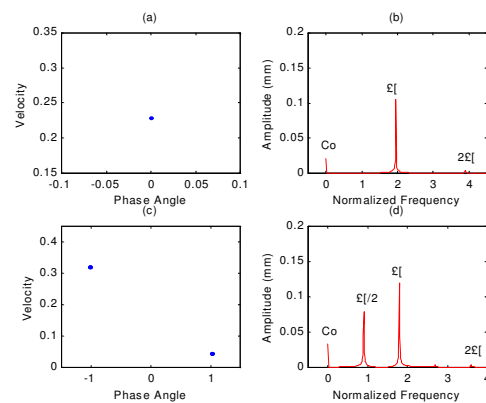 (a)
0.35
0.3
0.25
0.2
0.15
-0.1 -0.05 0 0.05 0.1
Velocity
Phase Angle
(b)
0.2
0.15
0.1
0.05
0
0 1 2 3 4
Amplitude (mm)
Normalized Frequency
Co
£[
2£[
(c)
0.4
0.3
0.2
0.1
0
-1 0 1
Velocity
Phase Angle
(d)
0.2
0.15
0.1
0.05
0
0 1 2 3 4
Amplitude (mm)
Normalized Frequency
Co
£[/2
£[
2£[